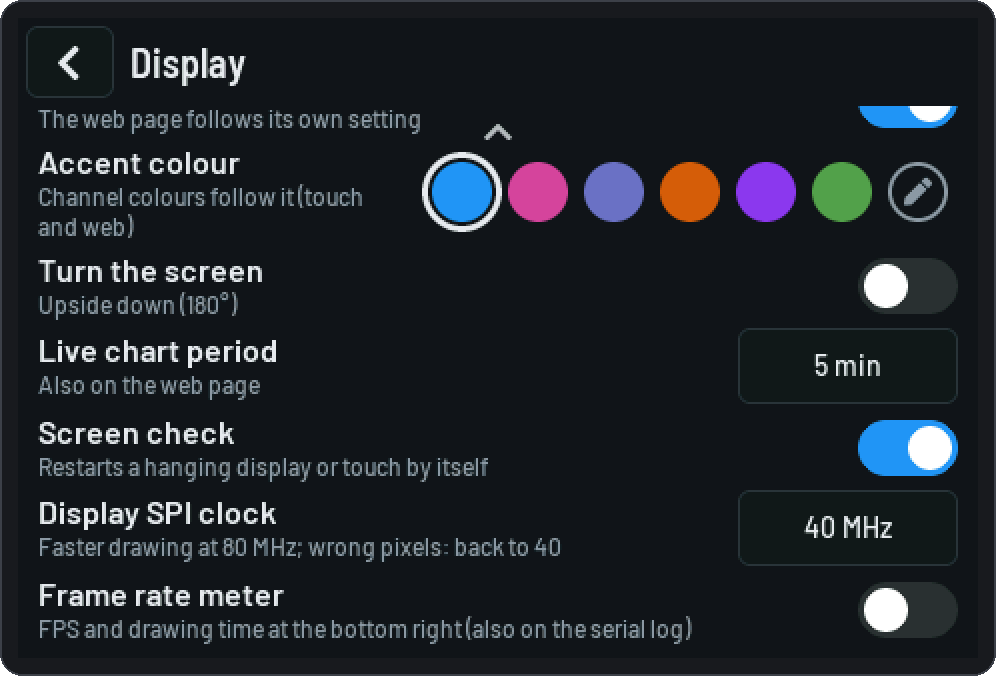 Display
The web page follows its own setting
Accent colour
Channel colours follow it (touch
and web)
Turn the screen
Upside down (180°)
Live chart period
5 min
Also on the web page
Screen check
Restarts a hanging display or touch by itself
Display SPI clock
40 MHz
Faster drawing at 80 MHz; wrong pixels: back to 40
Frame rate meter
FPS and drawing time at the bottom right (also on the serial log)